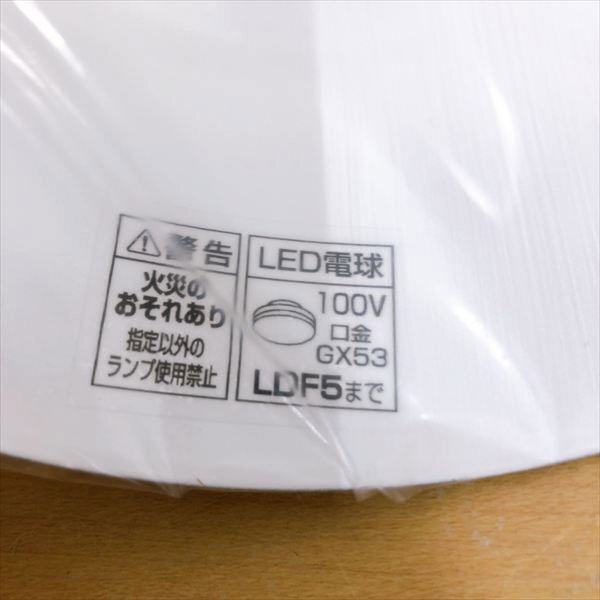 ⚠警告
火災の
おそれあり
指定以外の
ランプ使用禁止
LED電球
100V
口金
GX53
LDF5まで